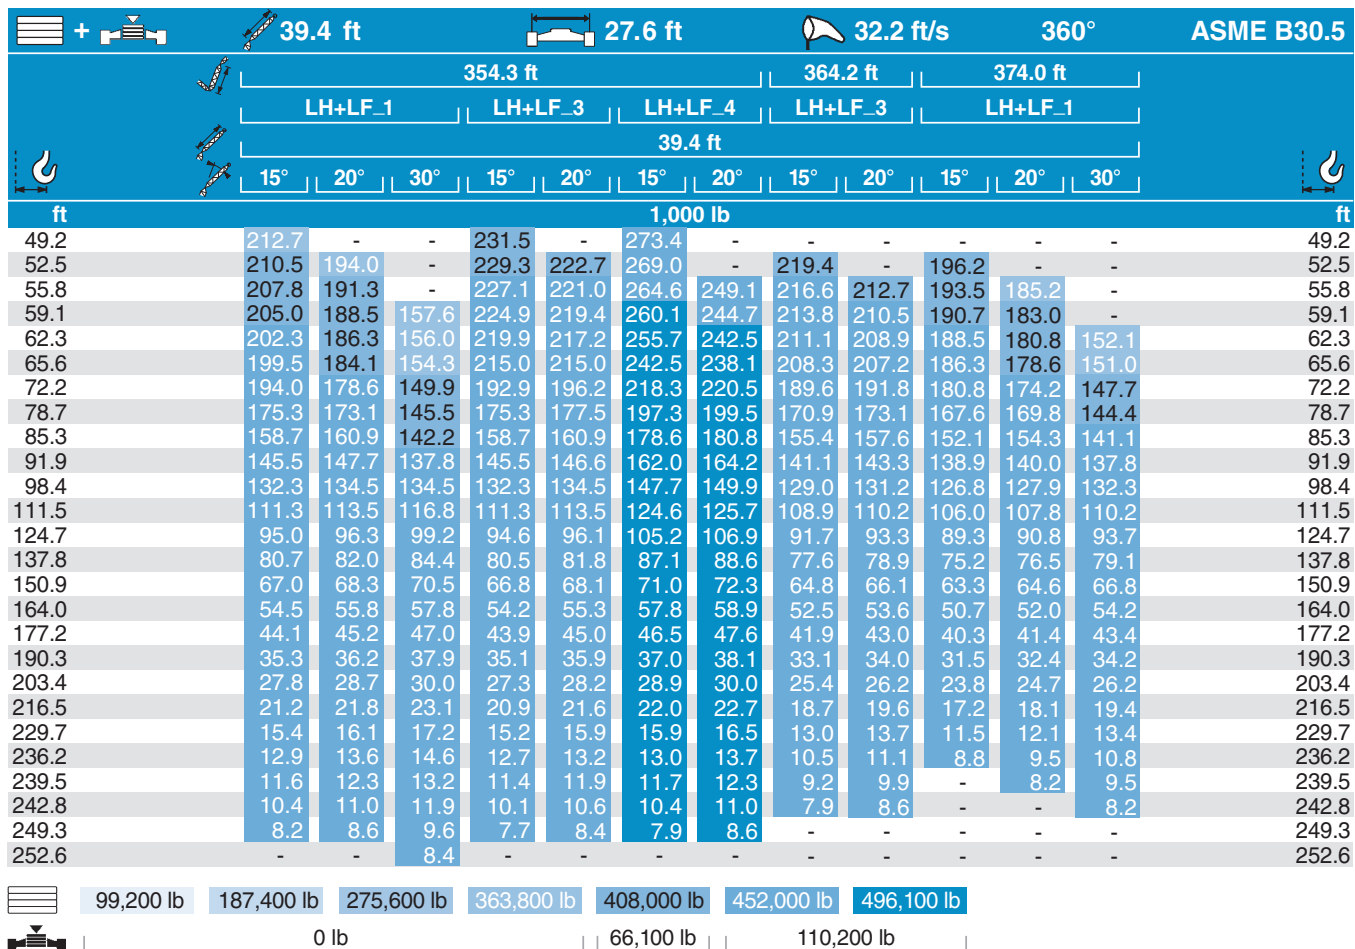 + 39.4 ft 27.6 ft 32.2 ft/s 360° ASME B30.5
354.3 ft 364.2 ft 374.0 ft
LH+LF_1 LH+LF_3 LH+LF_4 LH+LF_3 LH+LF_1
39.4 ft
15° 20° 30° 15° 20° 15° 20° 15° 20° 15° 20° 30°
ft 1,000 lb ft
49.2 212.7 - - 231.5 - 273.4 - - - - - - 49.2
52.5 210.5 194.0 - 229.3 222.7 269.0 - 219.4 - 196.2 - - 52.5
55.8 207.8 191.3 - 227.1 221.0 264.6 249.1 216.6 212.7 193.5 185.2 - 55.8
59.1 205.0 188.5 157.6 224.9 219.4 260.1 244.7 213.8 210.5 190.7 183.0 - 59.1
62.3 202.3 186.3 156.0 219.9 217.2 255.7 242.5 211.1 208.9 188.5 180.8 152.1 62.3
65.6 199.5 184.1 154.3 215.0 215.0 242.5 238.1 208.3 207.2 186.3 178.6 151.0 65.6
72.2 194.0 178.6 149.9 192.9 196.2 218.3 220.5 189.6 191.8 180.8 174.2 147.7 72.2
78.7 175.3 173.1 145.5 175.3 177.5 197.3 199.5 170.9 173.1 167.6 169.8 144.4 78.7
85.3 158.7 160.9 142.2 158.7 160.9 178.6 180.8 155.4 157.6 152.1 154.3 141.1 85.3
91.9 145.5 147.7 137.8 145.5 146.6 162.0 164.2 141.1 143.3 138.9 140.0 137.8 91.9
98.4 132.3 134.5 134.5 132.3 134.5 147.7 149.9 129.0 131.2 126.8 127.9 132.3 98.4
111.5 111.3 113.5 116.8 111.3 113.5 124.6 125.7 108.9 110.2 106.0 107.8 110.2 111.5
124.7 95.0 96.3 99.2 94.6 96.1 105.2 106.9 91.7 93.3 89.3 90.8 93.7 124.7
137.8 80.7 82.0 84.4 80.5 81.8 87.1 88.6 77.6 78.9 75.2 76.5 79.1 137.8
150.9 67.0 68.3 70.5 66.8 68.1 71.0 72.3 64.8 66.1 63.3 64.6 66.8 150.9
164.0 54.5 55.8 57.8 54.2 55.3 57.8 58.9 52.5 53.6 50.7 52.0 54.2 164.0
177.2 44.1 45.2 47.0 43.9 45.0 46.5 47.6 41.9 43.0 40.3 41.4 43.4 177.2
190.3 35.3 36.2 37.9 35.1 35.9 37.0 38.1 33.1 34.0 31.5 32.4 34.2 190.3
203.4 27.8 28.7 30.0 27.3 28.2 28.9 30.0 25.4 26.2 23.8 24.7 26.2 203.4
216.5 21.2 21.8 23.1 20.9 21.6 22.0 22.7 18.7 19.6 17.2 18.1 19.4 216.5
229.7 15.4 16.1 17.2 15.2 15.9 15.9 16.5 13.0 13.7 11.5 12.1 13.4 229.7
236.2 12.9 13.6 14.6 12.7 13.2 13.0 13.7 10.5 11.1 8.8 9.5 10.8 236.2
239.5 11.6 12.3 13.2 11.4 11.9 11.7 12.3 9.2 9.9 - 8.2 9.5 239.5
242.8 10.4 11.0 11.9 10.1 10.6 10.4 11.0 7.9 8.6 - - 8.2 242.8
249.3 8.2 8.6 9.6 7.7 8.4 7.9 8.6 - - - - - 249.3
252.6 - - 8.4 - - - - - - - - - 252.6
99,200 lb 187,400 lb 275,600 lb 363,800 lb 408,000 lb 452,000 lb 496,100 lb
0 lb 66,100 lb 110,200 lb